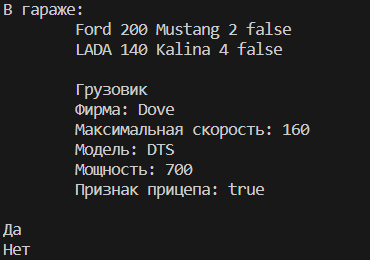 В гараже:
Ford 200 Mustang 2 false
LADA 140 Kalina 4 false
Грузовик
Фирма: Dove
Максимальная скорость: 160
Модель: DTS
Мощность: 700
Признак прицепа: true
Да
Нет